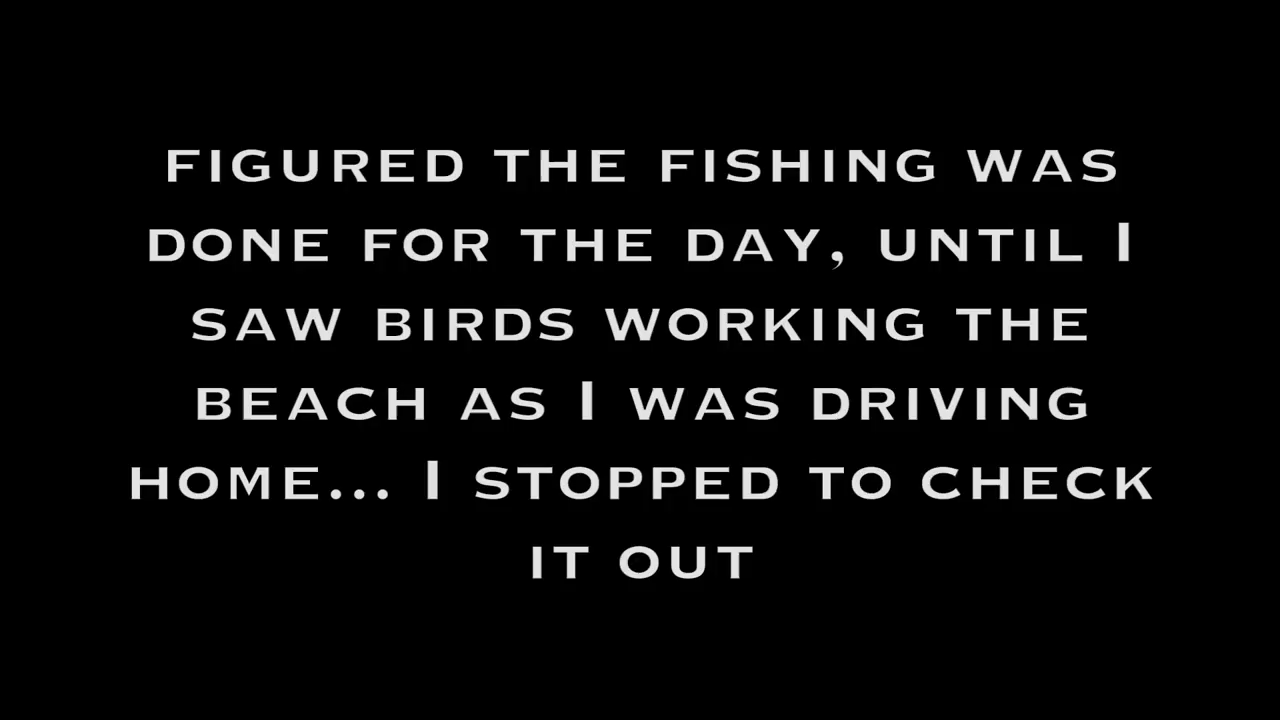 FIGURED THE FISHING WAS
DONE FOR THE DAY, UNTIL I
SAW BIRDS WORKING THE
BEACH AS I WAS DRIVING
HOME... I STOPPED TO CHECK
IT OUT